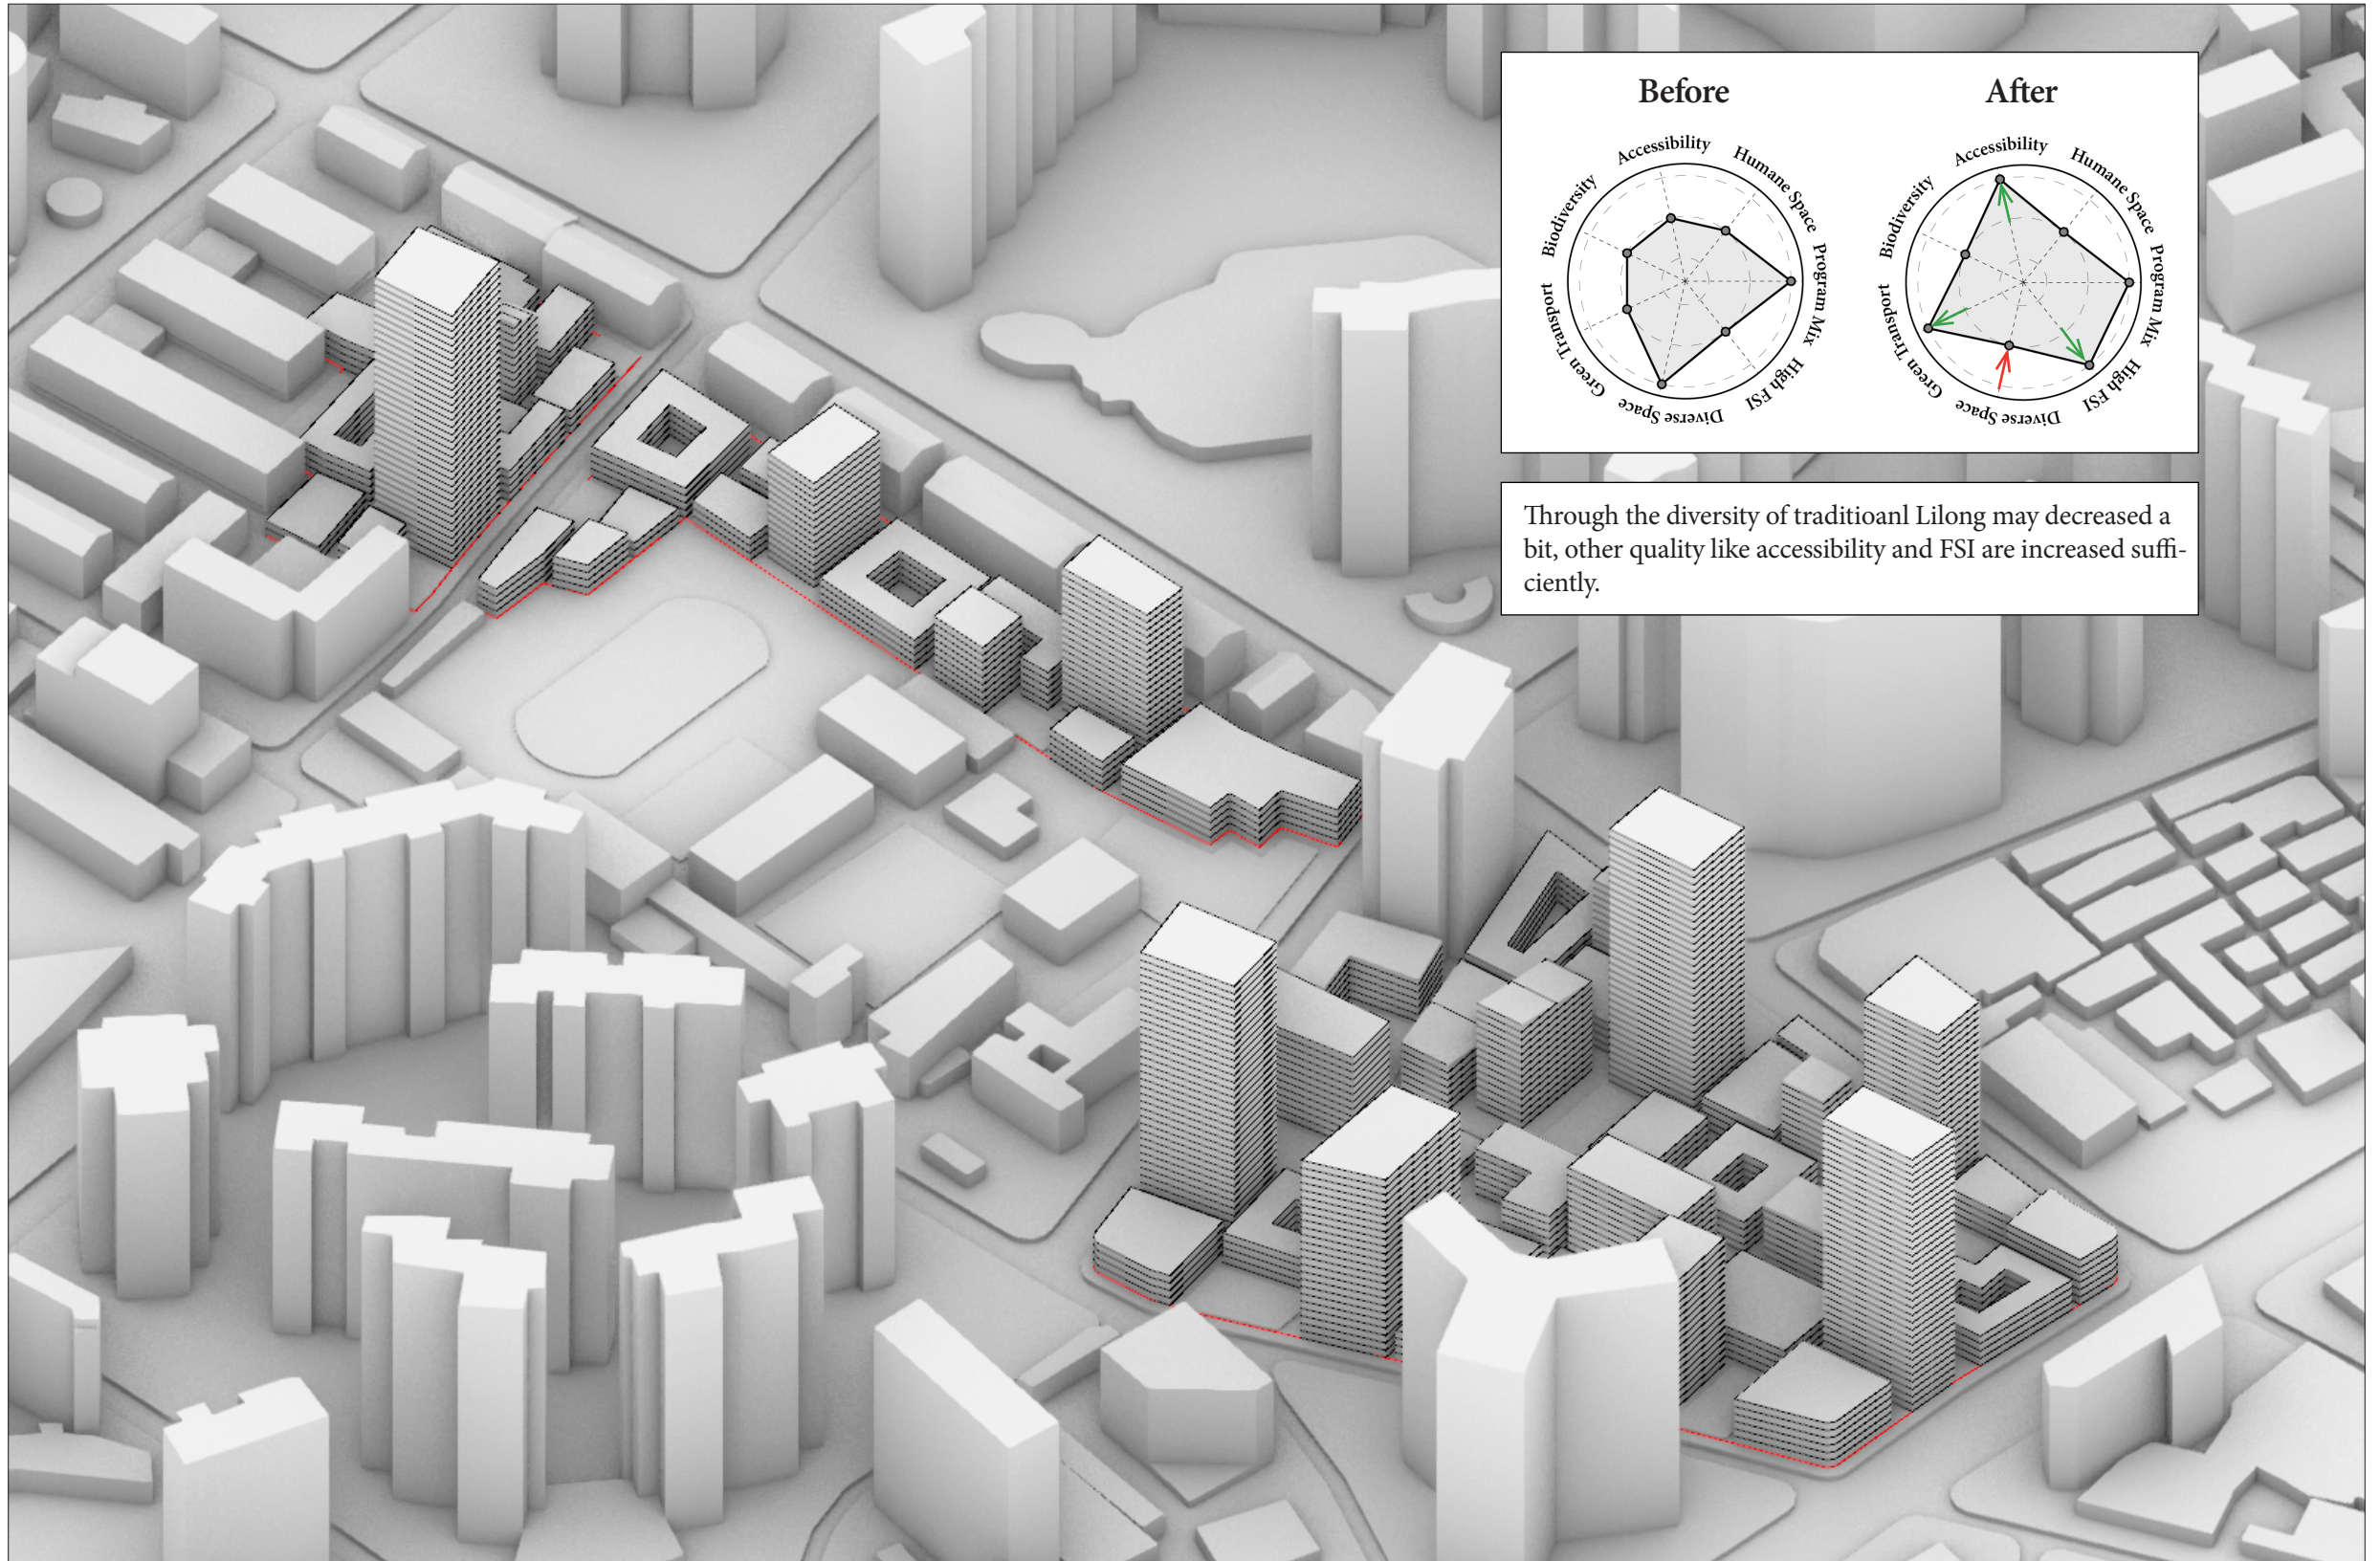 Before
Accessibility
Humane Space
Program Mix
High FSI
Diverse Space
Green Transport
Biodiversity
After
Accessibility
Humane Space
Program Mix
High FSI
Diverse Space
Green Transport
Biodiversity
Through the diversity of traditioanl Lilong may decreased a
bit, other quality like accessibility and FSI are increased suffi-
ciently.